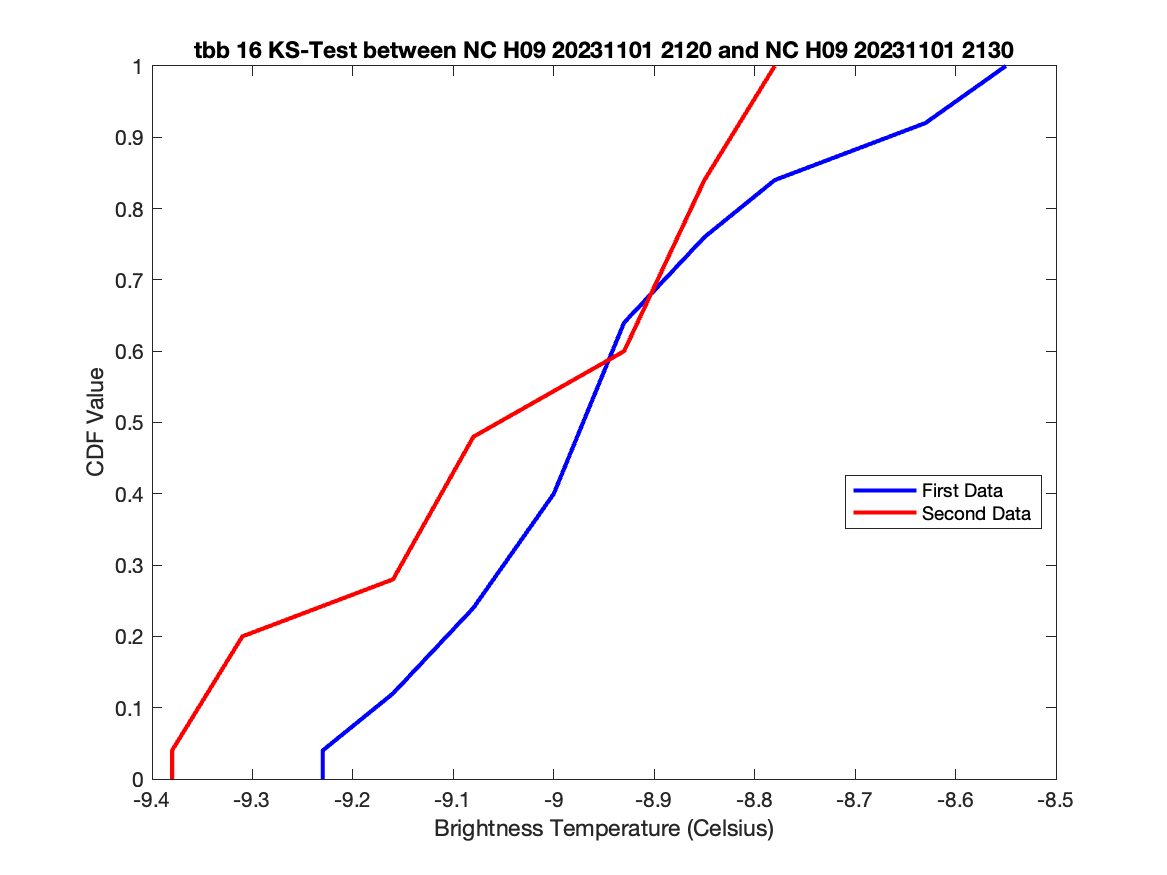 tbb 16 KS-Test between NC H09 20231101 2120 and NC H09 20231101 2130
1
0.9
0.8
0.7
0.6
0.5
0.4
0.3
0.2
0.1
0
CDF Value
First Data
Second Data
-9.4 -9.3 -9.2 -9.1 -9 -8.9 -8.8 -8.7 -8.6 -8.5
Brightness Temperature (Celsius)